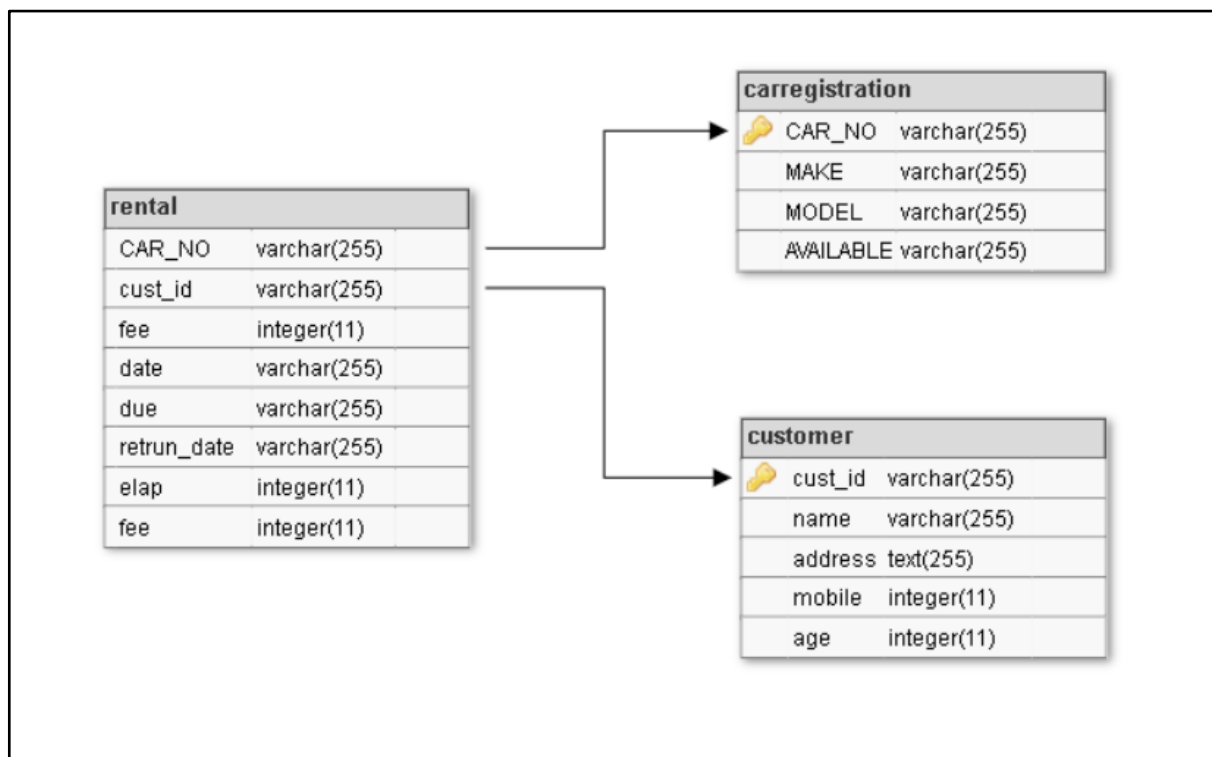 carregistration
CAR_NO varchar(255)
MAKE varchar(255)
MODEL varchar(255)
AVAILABLE varchar(255)
rental
CAR_NO varchar(255)
cust_id varchar(255)
fee integer(11)
date varchar(255)
due varchar(255)
retrun_date varchar(255)
elap integer(11)
fee integer(11)
customer
cust_id varchar(255)
name varchar(255)
address text(255)
mobile integer(11)
age integer(11)